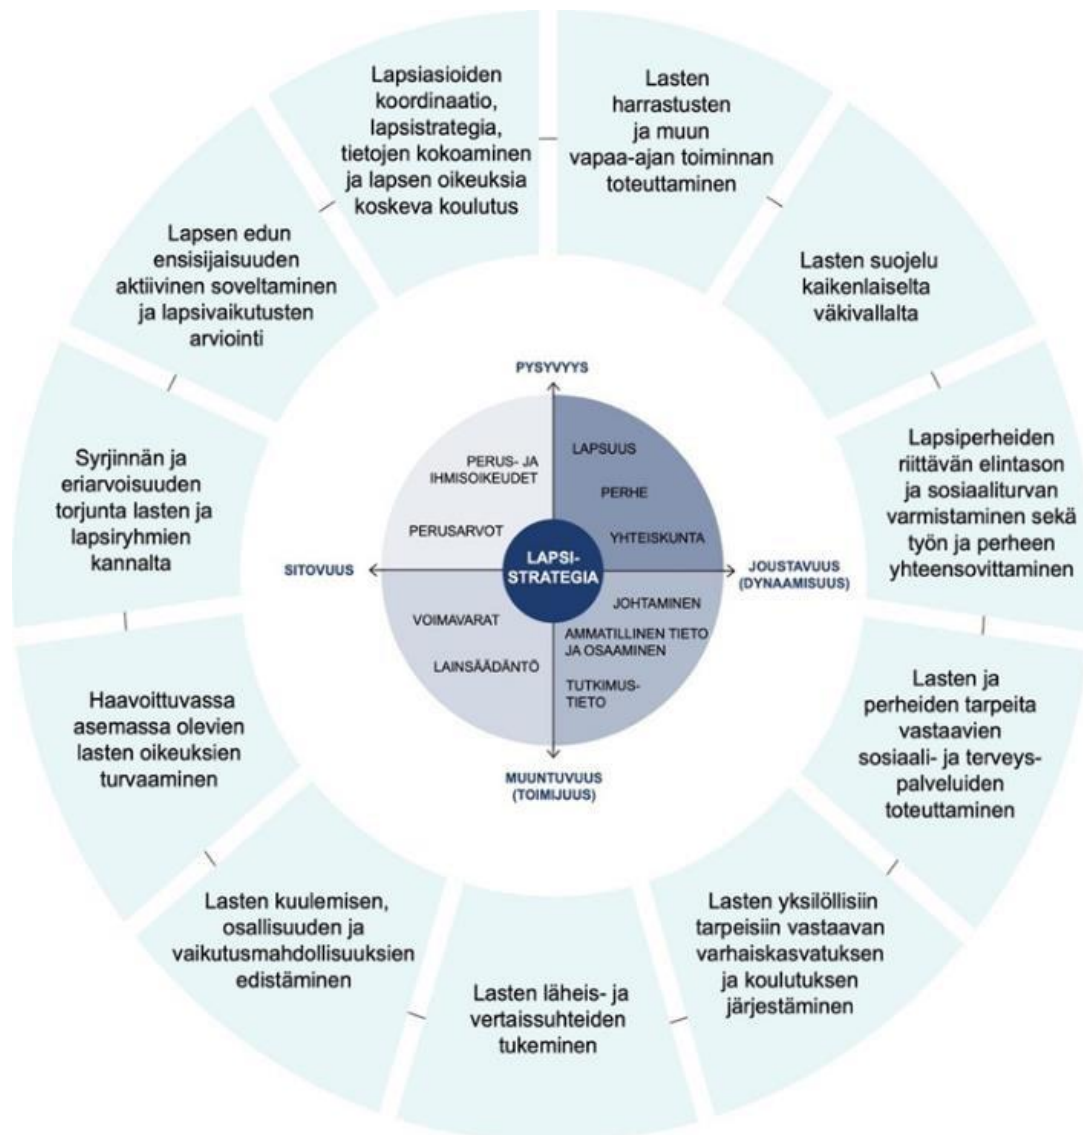 Lapsiasioiden
koordinaatio,
lapsistrategia,
tietojen kokoaminen
ja lapsen oikeuksia
koskeva koulutus
Lasten
harrastusten
ja muun
vapaa-ajan toiminnan
toteuttaminen
Lasten suojelu
kaikenlaiselta
väkivallalta
Lapsiperheiden
riittävän elintason
ja sosiaaliturvan
varmistaminen sekä
työn ja perheen
yhteensovittaminen
Lasten ja
perheiden tarpeita
vastaavien
sosiaali- ja terveys-
palveluiden
toteuttaminen
Lasten yksilöllisiin
tarpeisiin vastaavan
varhaiskasvatuksen
ja koulutuksen
järjestäminen
Lasten läheis- ja
vertaissuhteiden
tukeminen
Lasten kuulemisen,
osallisuuden ja
vaikutusmahdollisuuksien
edistäminen
Haavoittuvassa
asemassa olevien
lasten oikeuksien
turvaaminen
Syrjinnän ja
eriarvoisuuden
torjunta lasten ja
lapsiryhmien
kannalta
Lapsen edun
ensisijaisuuden
aktiivinen soveltaminen
ja lapsivaikutusten
arviointi
PYSYVYYS
PERUS- JA
IHMISOIKEUDET
PERUSARVOT
LAPSUUS
PERHE
YHTEISKUNTA
SITOVUUS
LAPSI-
STRATEGIA
JOUSTAVUUS
(DYNAAMISUUS)
VOIMAVARAT
LAINSÄÄDÄNTÖ
JOHTAMINEN
AMMATILLINEN TIETO
JA OSAAMINEN
TUTKIMUS-
TIETO
MUUNTUVUUS
(TOIMIJUUS)